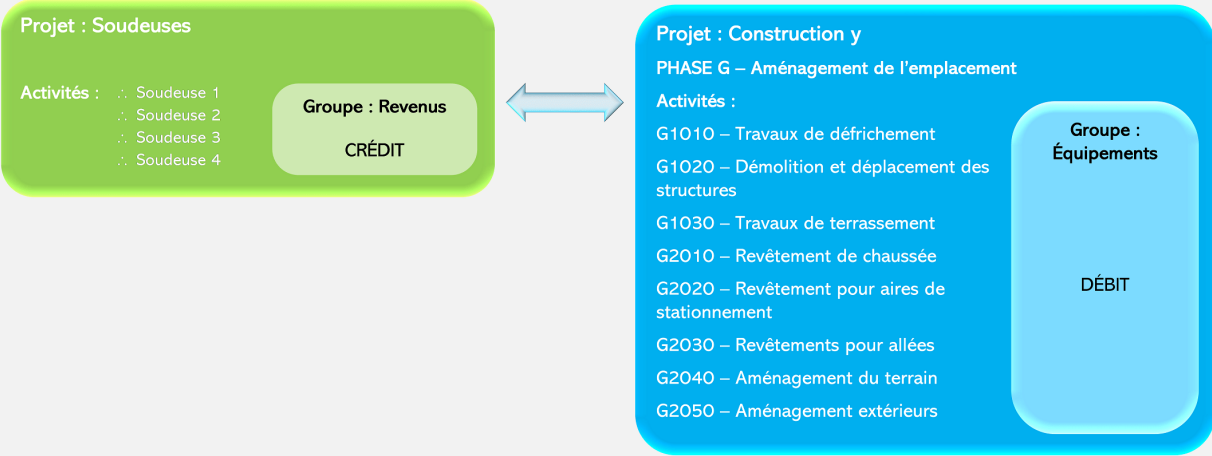 Projet : Soudeuses
Activités : ∴ Soudeuse 1
∴ Soudeuse 2
∴ Soudeuse 3
∴ Soudeuse 4
Groupe : Revenus
CRÉDIT
Projet : Construction y
PHASE G – Aménagement de l’emplacement
Activités :
G1010 – Travaux de défrichement
G1020 – Démolition et déplacement des
structures
G1030 – Travaux de terrassement
G2010 – Revêtement de chaussée
G2020 – Revêtement pour aires de
stationnement
G2030 – Revêtements pour allées
G2040 – Aménagement du terrain
G2050 – Aménagement extérieurs
Groupe :
Équipements
DÉBIT